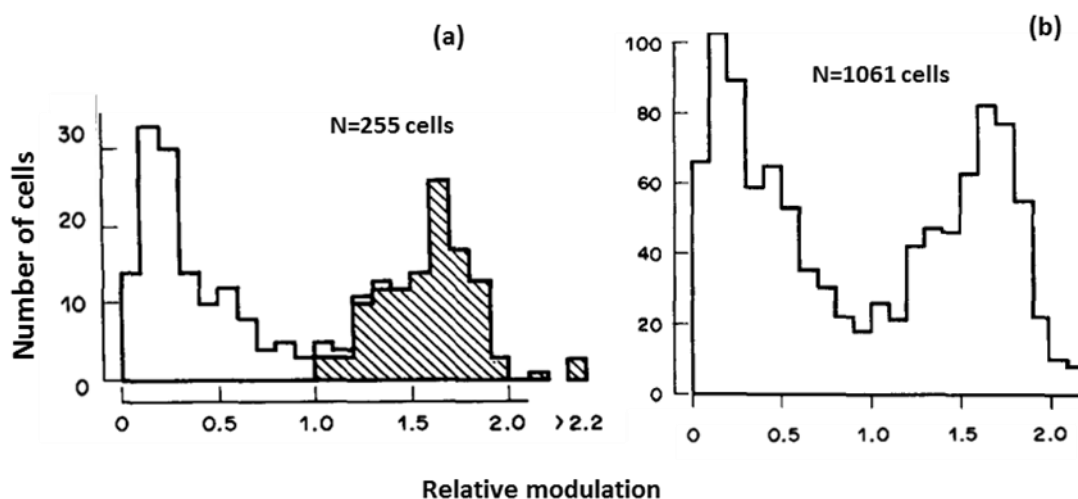 (a)
N=255 cells
Number of cells
30
20
10
0
0 0.5 1.0 1.5 2.0 >2.2
(b)
N=1061 cells
100
80
60
40
20
0
0 0.5 1.0 1.5 2.0
Relative modulation